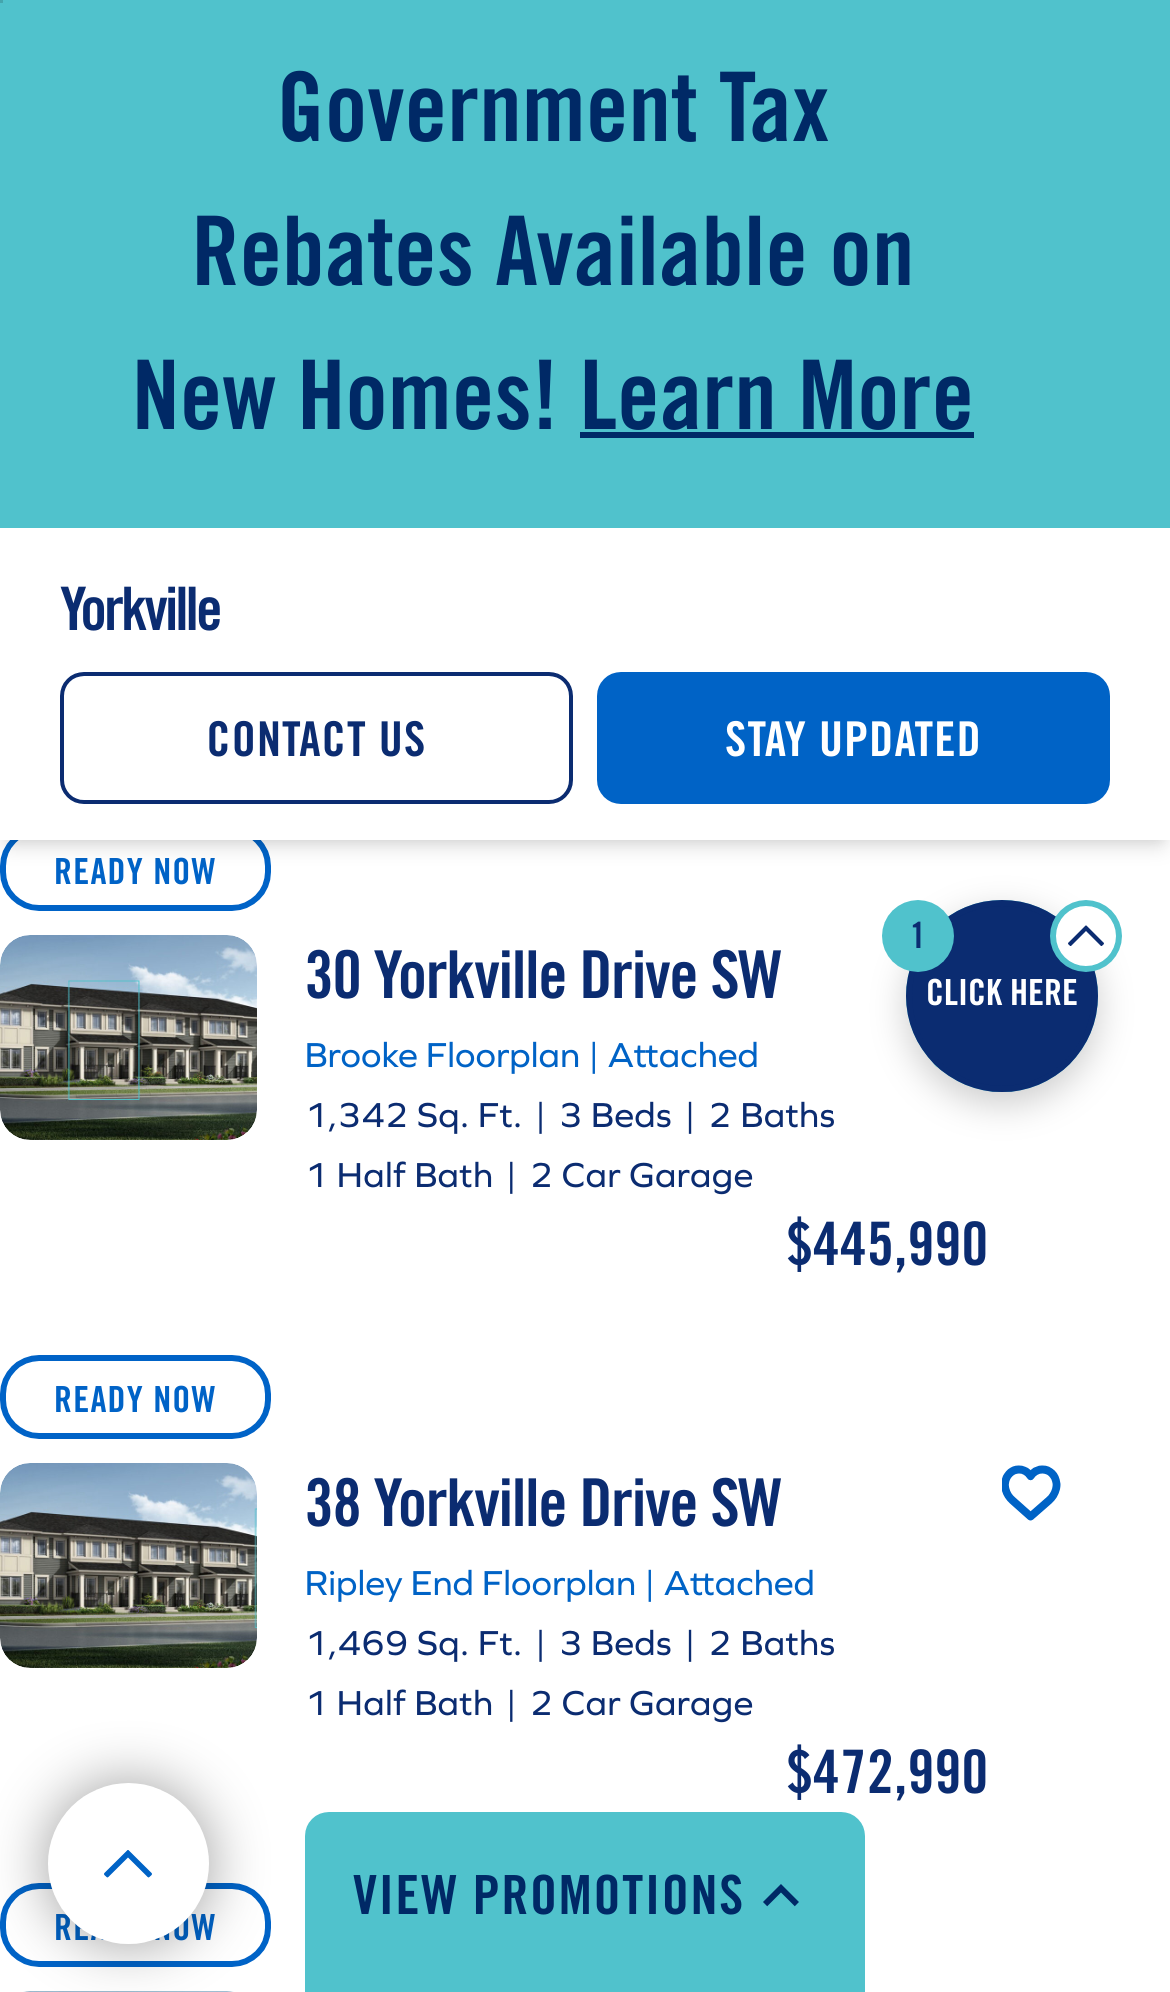 Government Tax
Rebates Available on
New Homes! Learn More
Yorkville
CONTACT US
STAY UPDATED
READY NOW
1
CLICK HERE
30 Yorkville Drive SW
Brooke Floorplan | Attached
1,342 Sq. Ft. | 3 Beds | 2 Baths
1 Half Bath | 2 Car Garage
$445,990
READY NOW
38 Yorkville Drive SW
Ripley End Floorplan | Attached
1,469 Sq. Ft. | 3 Beds | 2 Baths
1 Half Bath | 2 Car Garage
$472,990
VIEW PROMOTIONS